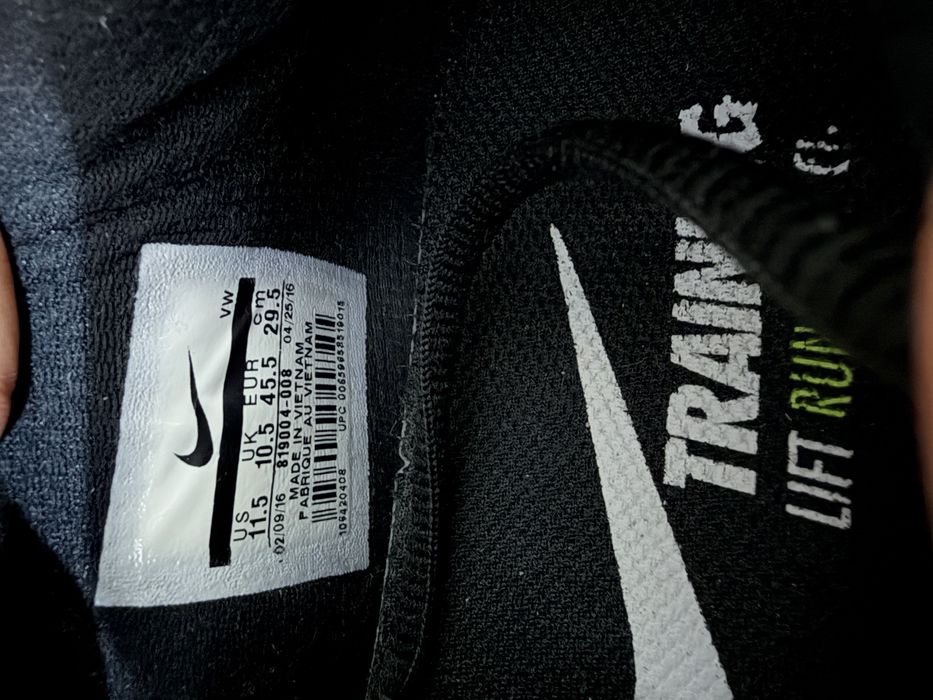 VW
US UK EUR cm
11.5 10.5 45.5 29.5
02/09/16 819004-008 04/25/16
MADE IN VIETNAM
FABRIQUE AU VIETNAM
106420408 UPC 00659658519015
TRAIN G
LIFT RUN